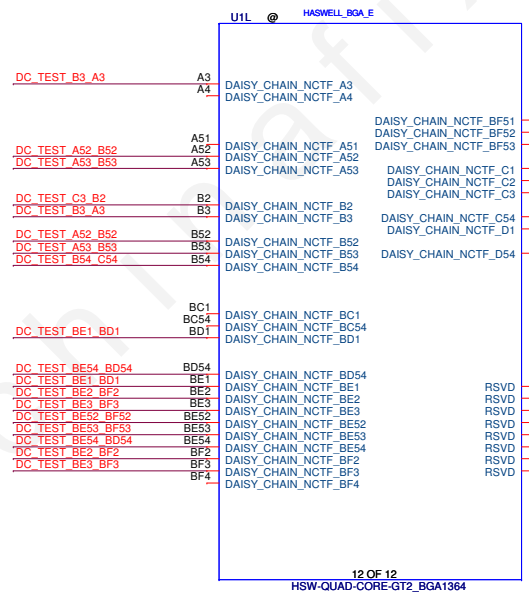 U1L @ HASWELL_BGA_E
DC_TEST_B3_A3 A3 DAISY_CHAIN_NCTF_A3
A4 DAISY_CHAIN_NCTF_A4
DAISY_CHAIN_NCTF_BF51
DAISY_CHAIN_NCTF_BF52
A51 DAISY_CHAIN_NCTF_A51 DAISY_CHAIN_NCTF_BF53
DC_TEST_A52_B52 A52 DAISY_CHAIN_NCTF_A52
DC_TEST_A53_B53 A53 DAISY_CHAIN_NCTF_A53 DAISY_CHAIN_NCTF_C1
DAISY_CHAIN_NCTF_C2
DC_TEST_C3_B2 B2 DAISY_CHAIN_NCTF_B2 DAISY_CHAIN_NCTF_C3
DC_TEST_B3_A3 B3 DAISY_CHAIN_NCTF_B3 DAISY_CHAIN_NCTF_C54
DAISY_CHAIN_NCTF_D1
DC_TEST_A52_B52 B52 DAISY_CHAIN_NCTF_B52
DC_TEST_A53_B53 B53 DAISY_CHAIN_NCTF_B53 DAISY_CHAIN_NCTF_D54
DC_TEST_B54_C54 B54 DAISY_CHAIN_NCTF_B54
BC1 DAISY_CHAIN_NCTF_BC1
BC54 DAISY_CHAIN_NCTF_BC54
DC_TEST_BE1_BD1 BD1 DAISY_CHAIN_NCTF_BD1
DC_TEST_BE54_BD54 BD54 DAISY_CHAIN_NCTF_BD54
DC_TEST_BE1_BD1 BE1 DAISY_CHAIN_NCTF_BE1 RSVD
DC_TEST_BE2_BF2 BE2 DAISY_CHAIN_NCTF_BE2 RSVD
DC_TEST_BE3_BF3 BE3 DAISY_CHAIN_NCTF_BE3 RSVD
DC_TEST_BE52_BF52 BE52 DAISY_CHAIN_NCTF_BE52 RSVD
DC_TEST_BE53_BF53 BE53 DAISY_CHAIN_NCTF_BE53 RSVD
DC_TEST_BE54_BD54 BE54 DAISY_CHAIN_NCTF_BE54 RSVD
DC_TEST_BE2_BF2 BF2 DAISY_CHAIN_NCTF_BF2 RSVD
DC_TEST_BE3_BF3 BF3 DAISY_CHAIN_NCTF_BF3 RSVD
BF4 DAISY_CHAIN_NCTF_BF4
12 OF 12
HSW-QUAD-CORE-GT2_BGA1364